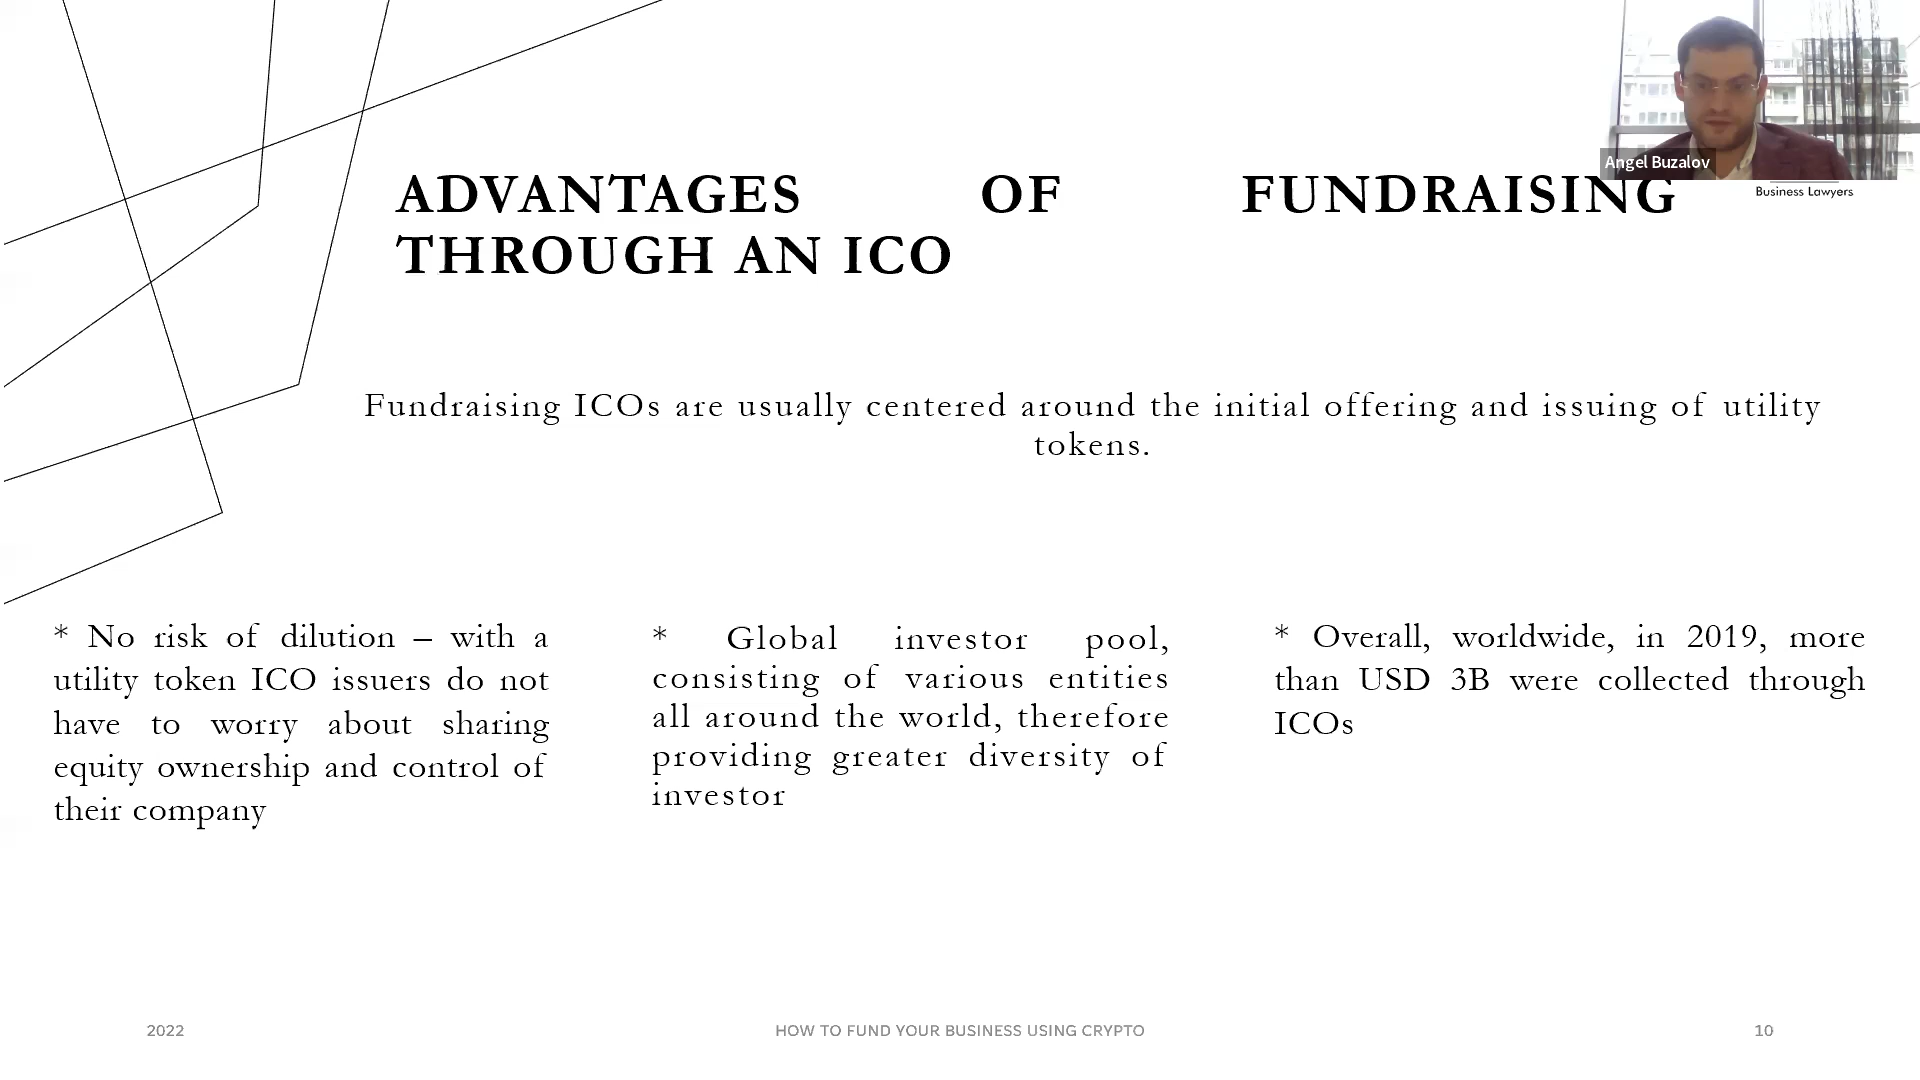 Angel Buzalov
Business Lawyers
ADVANTAGES OF FUNDRAISING
THROUGH AN ICO
Fundraising ICOs are usually centered around the initial offering and issuing of utility
tokens.
* No risk of dilution – with a
utility token ICO issuers do not
have to worry about sharing
equity ownership and control of
their company
* Global investor pool,
consisting of various entities
all around the world, therefore
providing greater diversity of
investor
* Overall, worldwide, in 2019, more
than USD 3B were collected through
ICOs
2022
HOW TO FUND YOUR BUSINESS USING CRYPTO
10